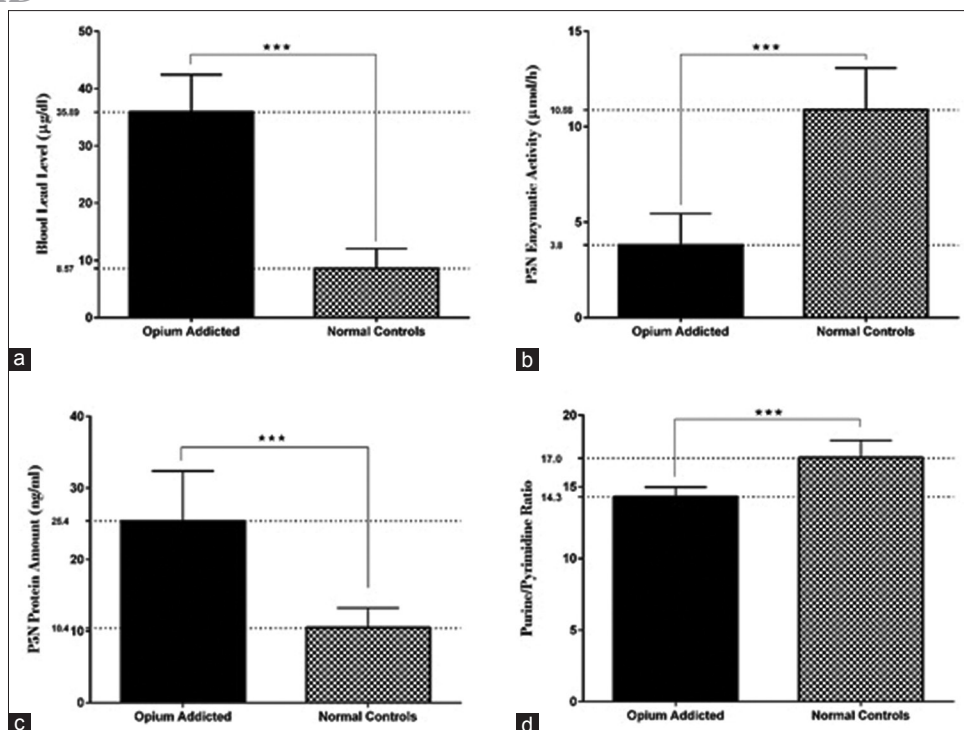 50
40
35.89
30
20
10
8.57
0
Blood Lead Level (µg/dl)
***
Opium Addicted
Normal Controls
a
15
10.88
10
5
3.8
0
P5N Enzymatic Activity (µmol/h)
***
Opium Addicted
Normal Controls
b
40
30
25.4
20
10.4
10
0
P5N Protein Amount (ng/ml)
***
Opium Addicted
Normal Controls
c
20
17.0
15
14.3
10
5
0
Purine/Pyrimidine Ratio
***
Opium Addicted
Normal Controls
d